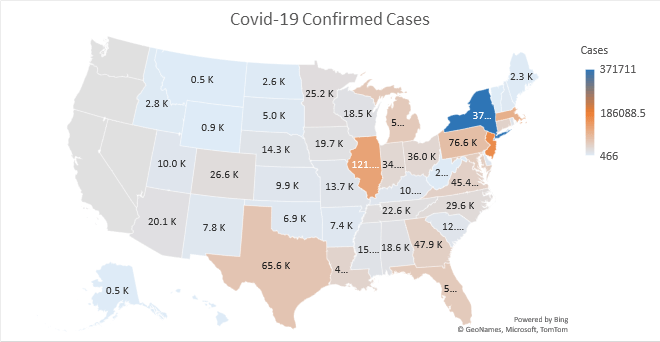 Covid-19 Confirmed Cases
Cases
371711
186088.5
466
0.5 K
2.6 K
2.3 K
25.2 K
2.8 K
5.0 K
18.5 K
5...
37...
0.9 K
76.6 K
14.3 K
19.7 K
36.0 K
10.0 K
121....
34....
2...
26.6 K
9.9 K
13.7 K
10....
45.4...
20.1 K
7.8 K
6.9 K
7.4 K
22.6 K
29.6 K
12....
15....
18.6 K
47.9 K
65.6 K
4...
5...
0.5 K
Powered by Bing
© GeoNames, Microsoft, TomTom